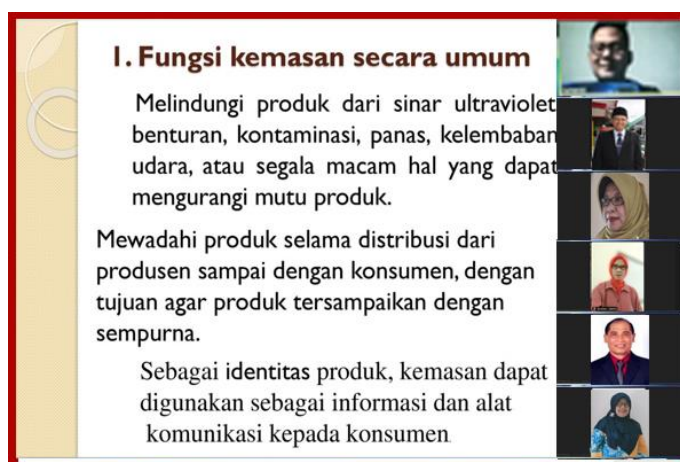 1. Fungsi kemasan secara umum
Melindungi produk dari sinar ultraviolet
benturan, kontaminasi, panas, kelembaban
udara, atau segala macam hal yang dapat
mengurangi mutu produk.
Mewadahi produk selama distribusi dari
produsen sampai dengan konsumen, dengan
tujuan agar produk tersampaikan dengan
sempurna.
Sebagai identitas produk, kemasan dapat
digunakan sebagai informasi dan alat
komunikasi kepada konsumen.